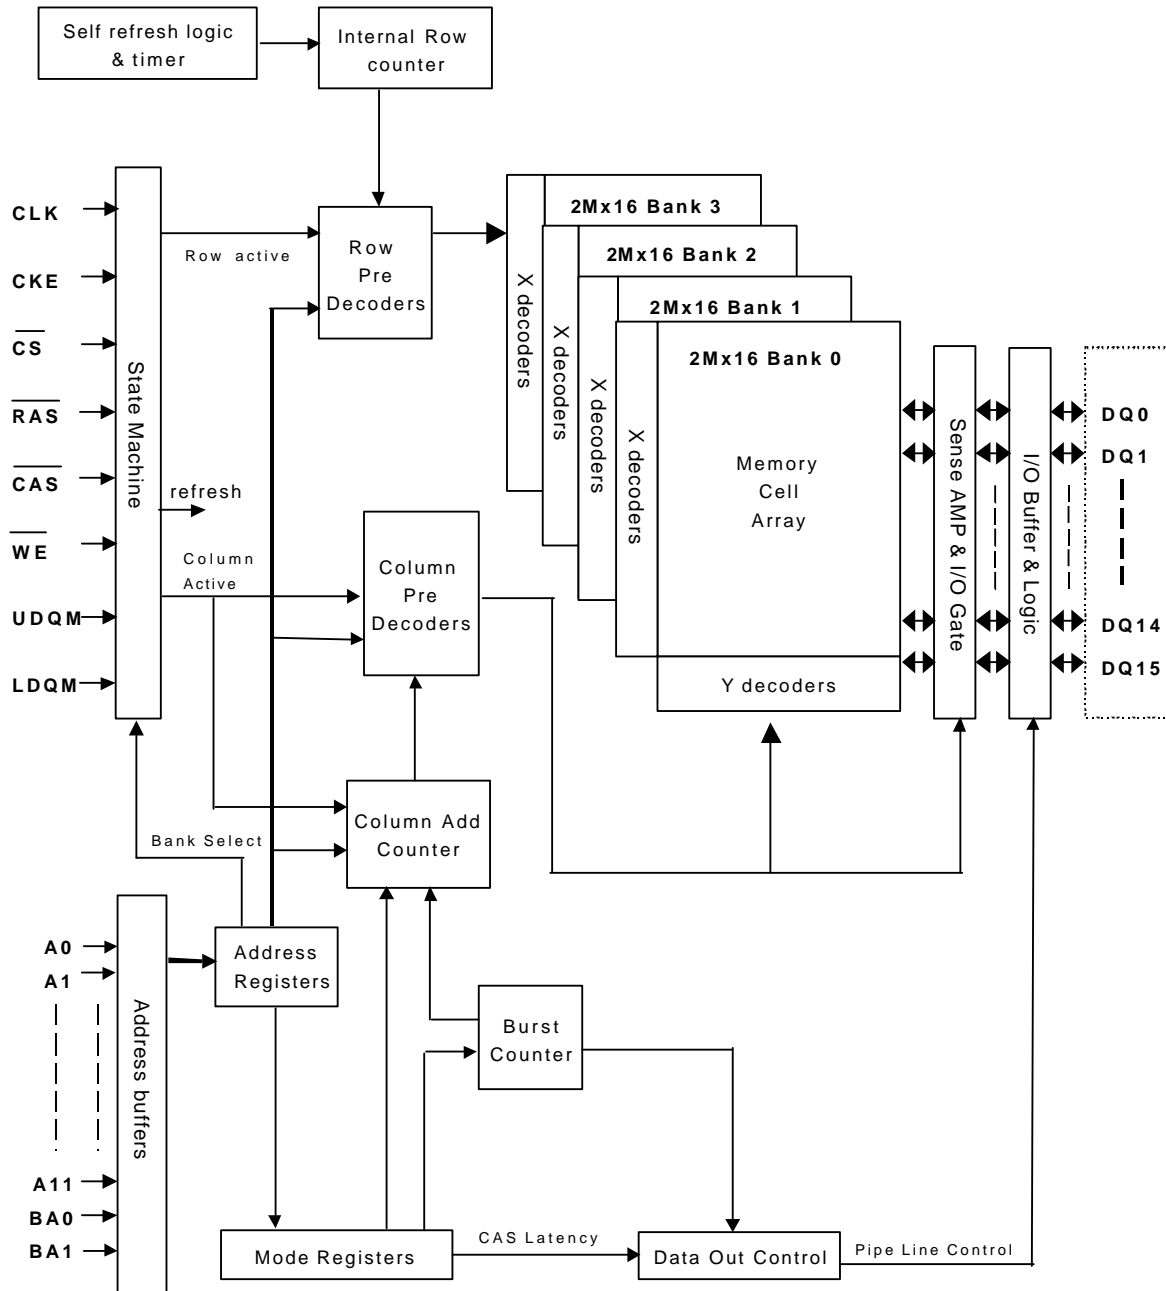 Self refresh logic
& timer
Internal Row
counter
CLK
CKE
CS
RAS
CAS
WE
UDQM
LDQM
State Machine
Row active
refresh
Column
Active
Bank Select
Row
Pre
Decoders
Column
Pre
Decoders
Column Add
Counter
X decoders
X decoders
X decoders
X decoders
2Mx16 Bank 3
2Mx16 Bank 2
2Mx16 Bank 1
2Mx16 Bank 0
Memory
Cell
Array
Y decoders
Sense AMP & I/O Gate
I/O Buffer & Logic
DQ0
DQ1
DQ14
DQ15
A0
A1
A11
BA0
BA1
Address buffers
Address
Registers
Burst
Counter
Mode Registers
CAS Latency
Data Out Control
Pipe Line Control